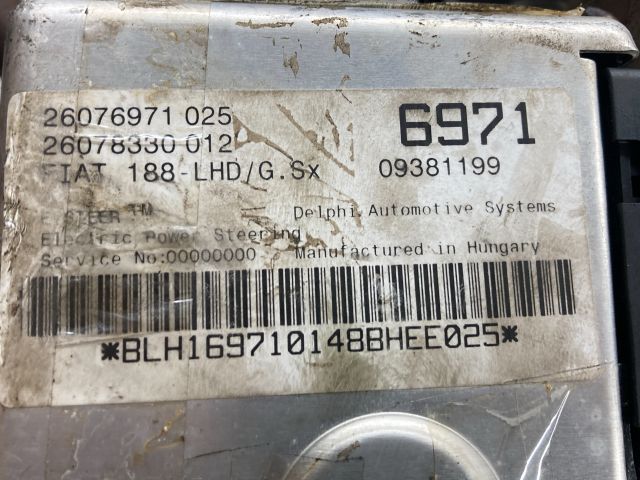 26076971 025
6971
26078330 012
FIAT 188-LHD/G.Sx 09381199
STEER TM Delphi Automotive Systems
Electric Power Steering
Service No:00000000 Manufactured in Hungary
*BLH169710148BHEE025*